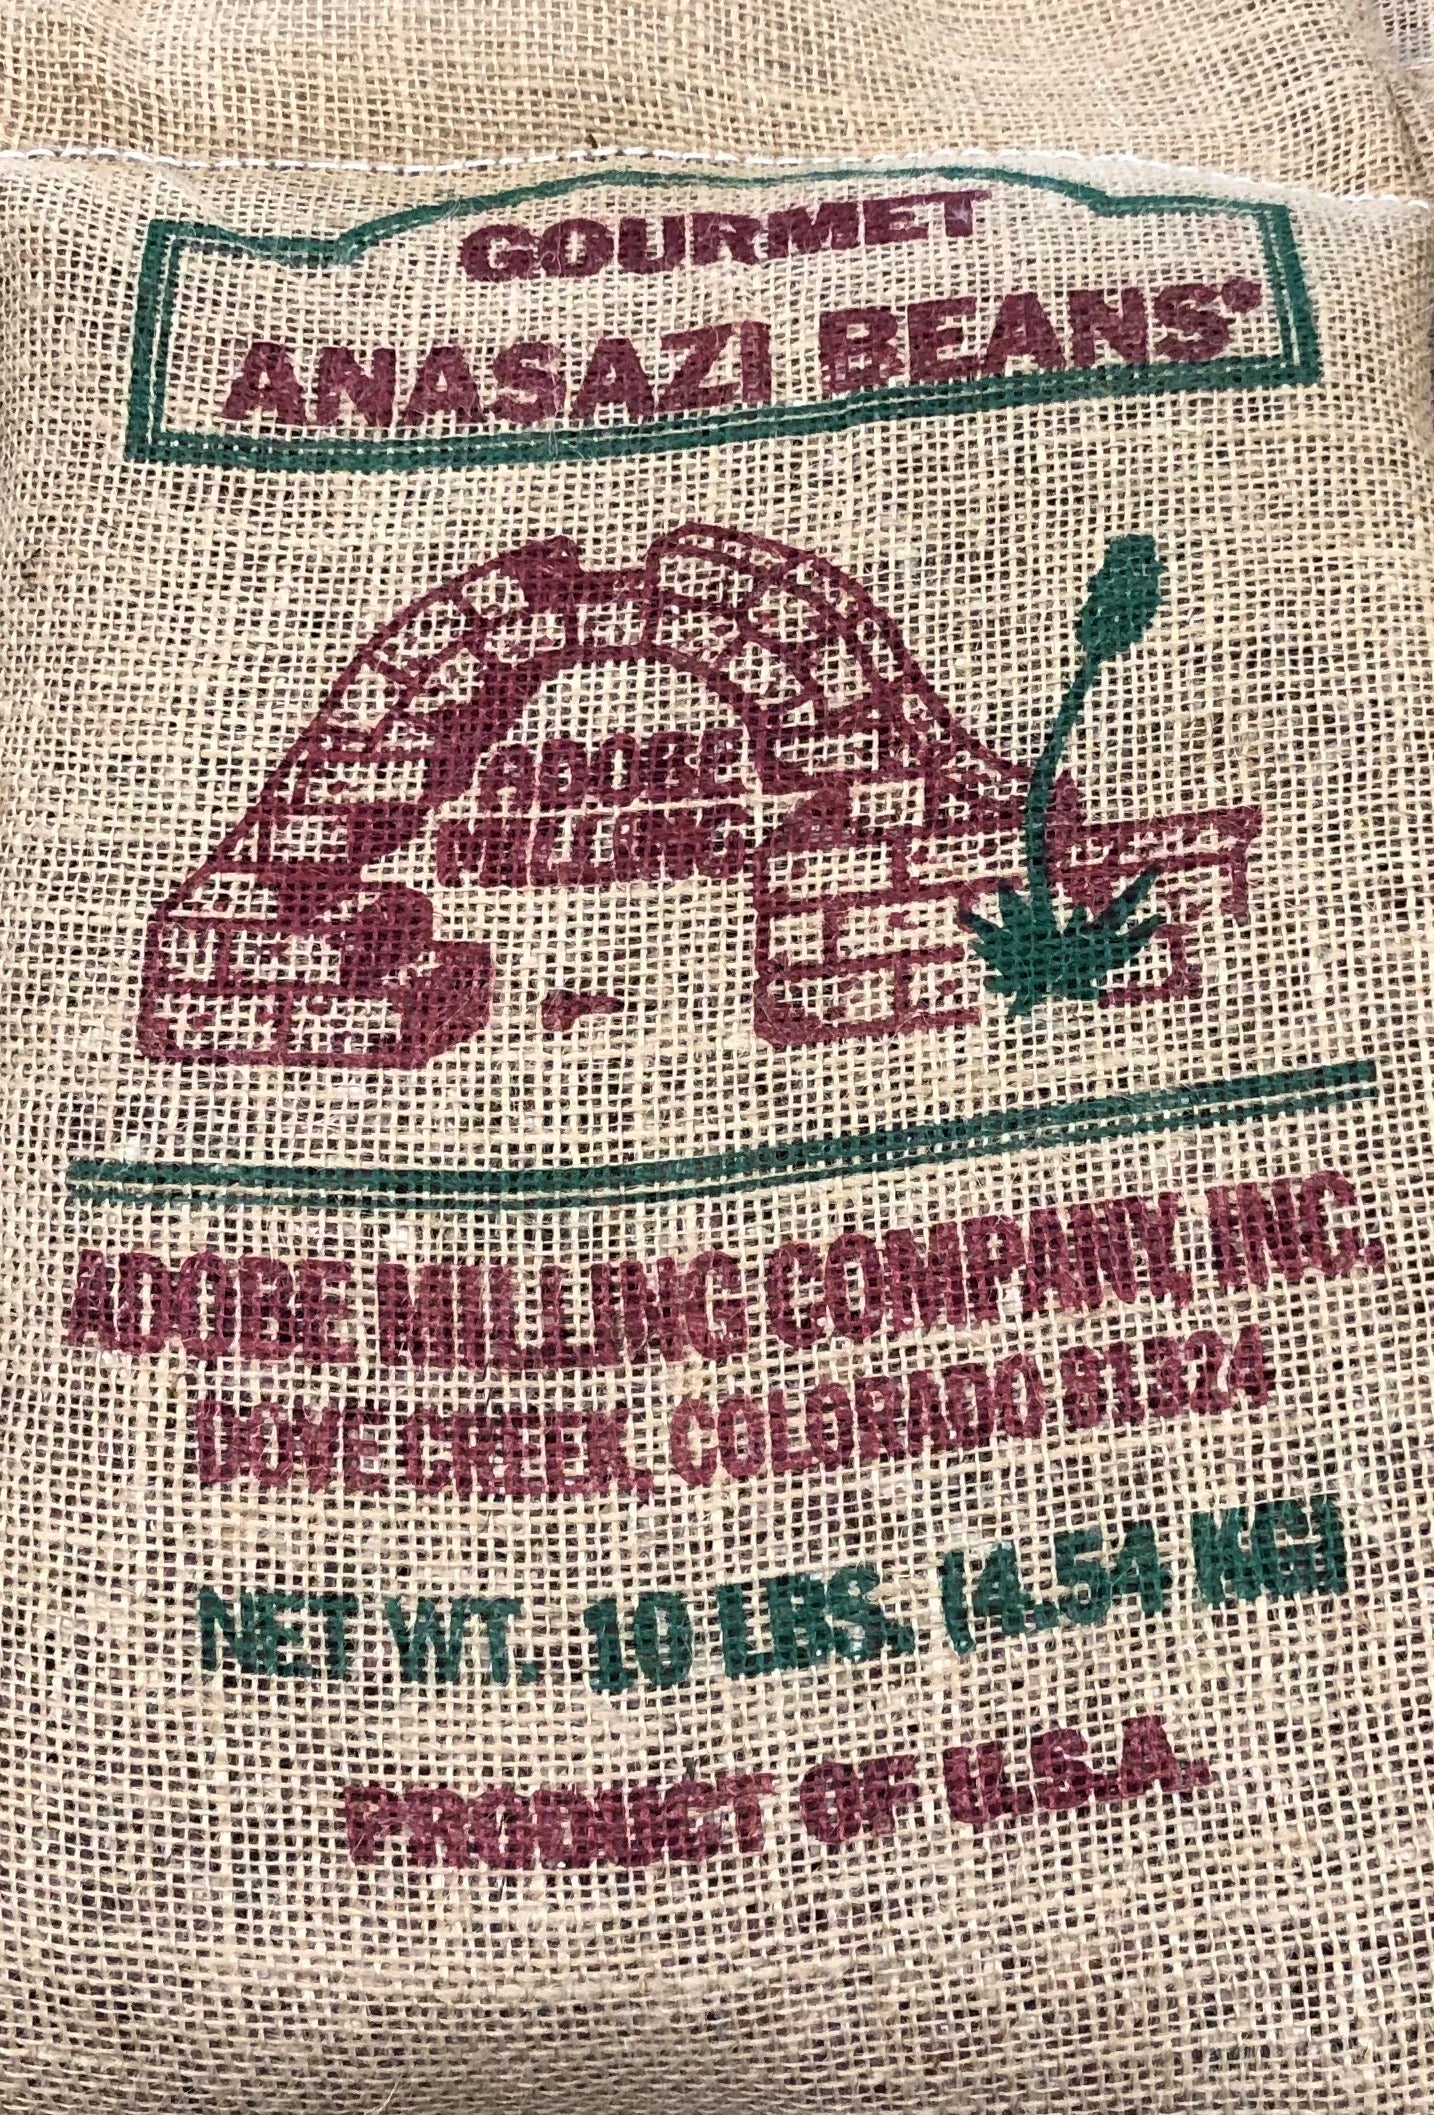 GOURMET
ANASAZI BEANS®
ADOBE
MILLING
ADOBE MILLING COMPANY, INC.
DOVE CREEK, COLORADO 81324
NET WT. 10 LBS. (4.54 KG)
PRODUCT OF U.S.A.